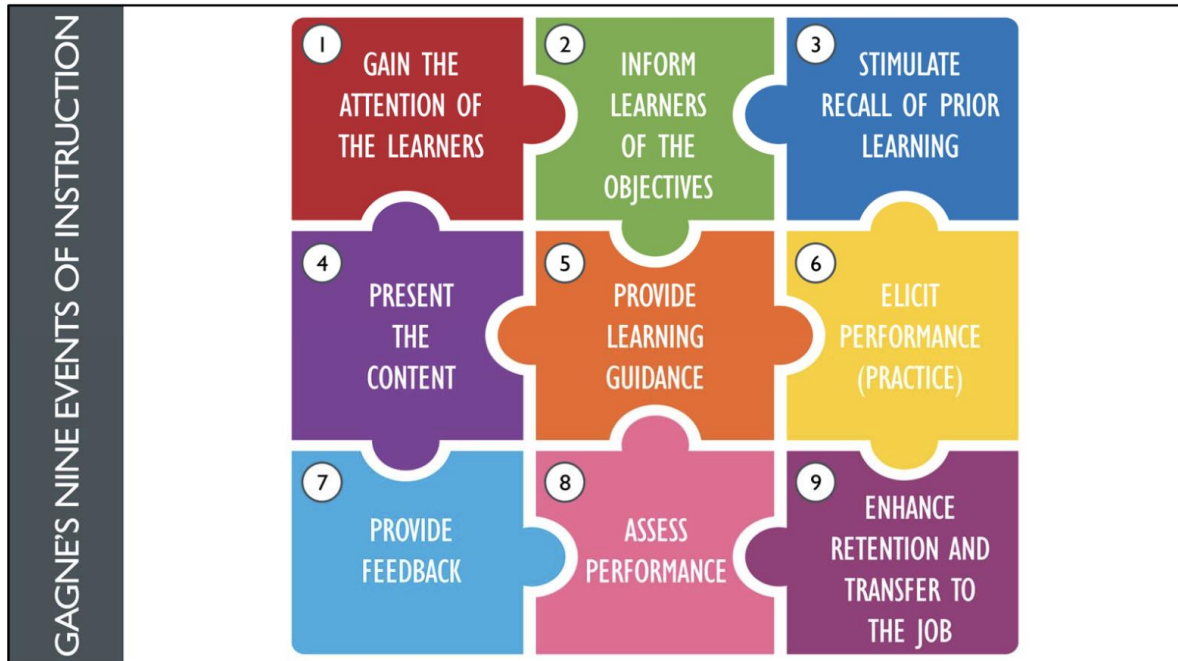 GAGNE'S NINE EVENTS OF INSTRUCTION
1
GAIN THE
ATTENTION OF
THE LEARNERS
2
INFORM
LEARNERS
OF THE
OBJECTIVES
3
STIMULATE
RECALL OF PRIOR
LEARNING
4
PRESENT
THE
CONTENT
5
PROVIDE
LEARNING
GUIDANCE
6
ELICIT
PERFORMANCE
(PRACTICE)
7
PROVIDE
FEEDBACK
8
ASSESS
PERFORMANCE
9
ENHANCE
RETENTION AND
TRANSFER TO
THE JOB